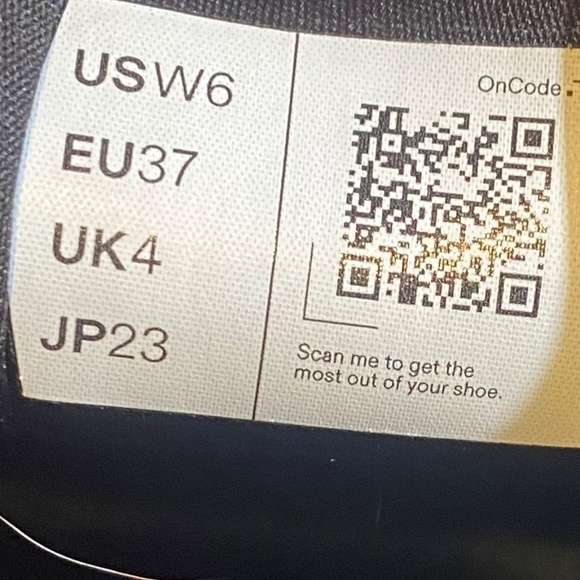 USW6
EU37
UK4
JP23
OnCode
Scan me to get the
most out of your shoe.